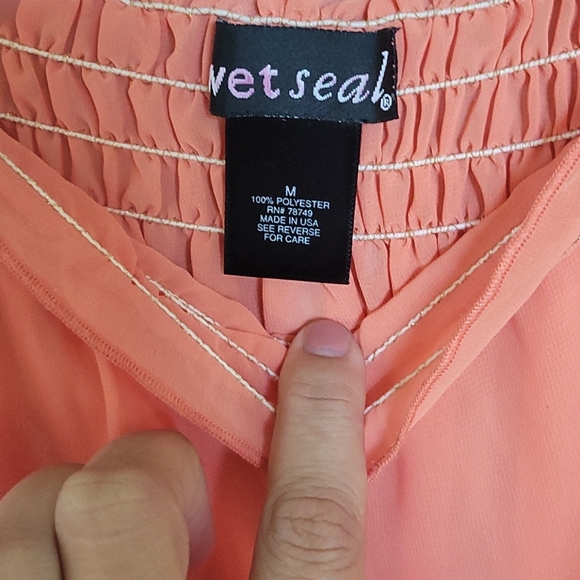 wet seal®
M
100% POLYESTER
RN# 78749
MADE IN USA
SEE REVERSE
FOR CARE